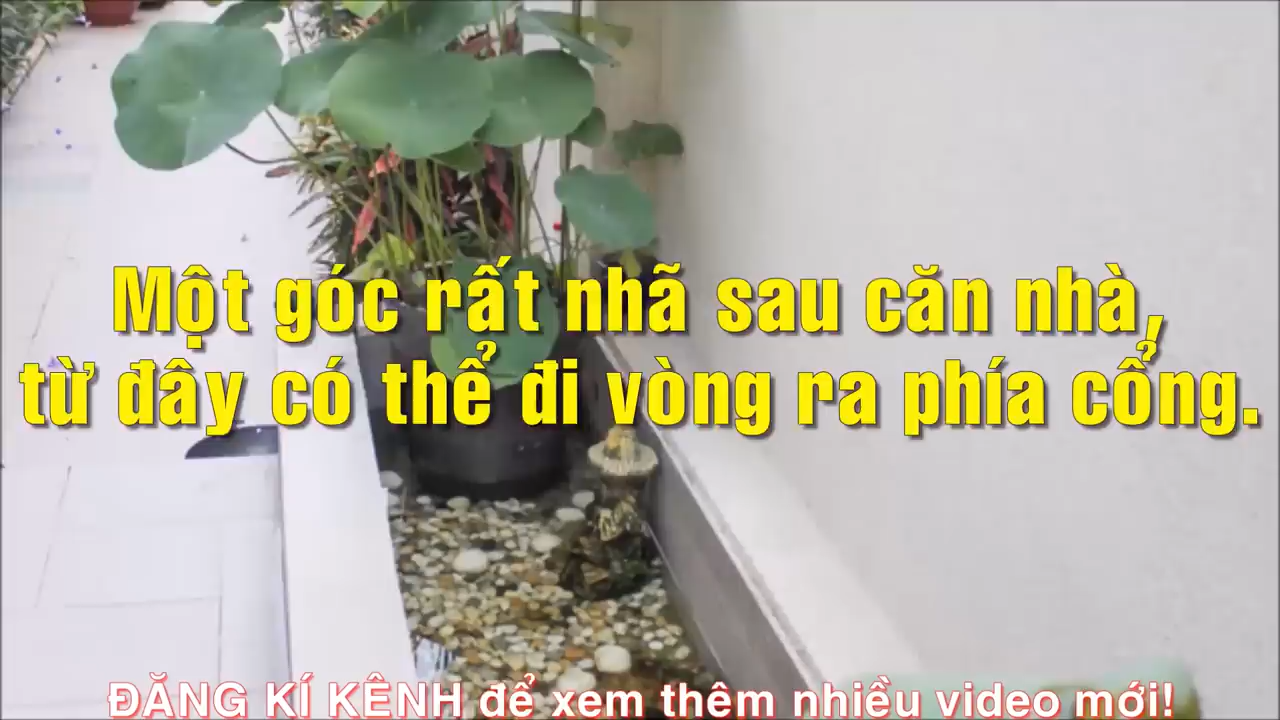 Một góc rất nhã sau căn nhà,
từ đây có thể đi vòng ra phía cổng.
ĐĂNG KÍ KÊNH để xem thêm nhiều video mới!